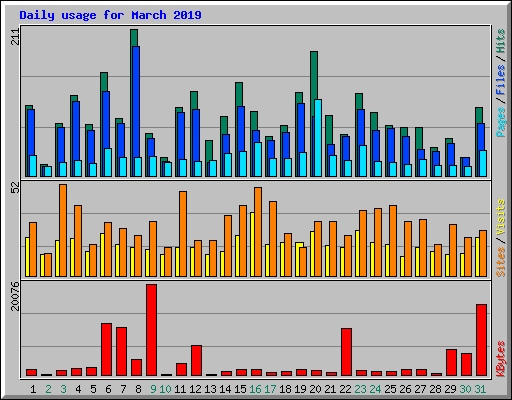 Daily usage for March 2019
211
Pages / Files / Hits
52
Sites / Visits
20076
KBytes
1 2 3 4 5 6 7 8 9 10 11 12 13 14 15 16 17 18 19 20 21 22 23 24 25 26 27 28 29 30 31